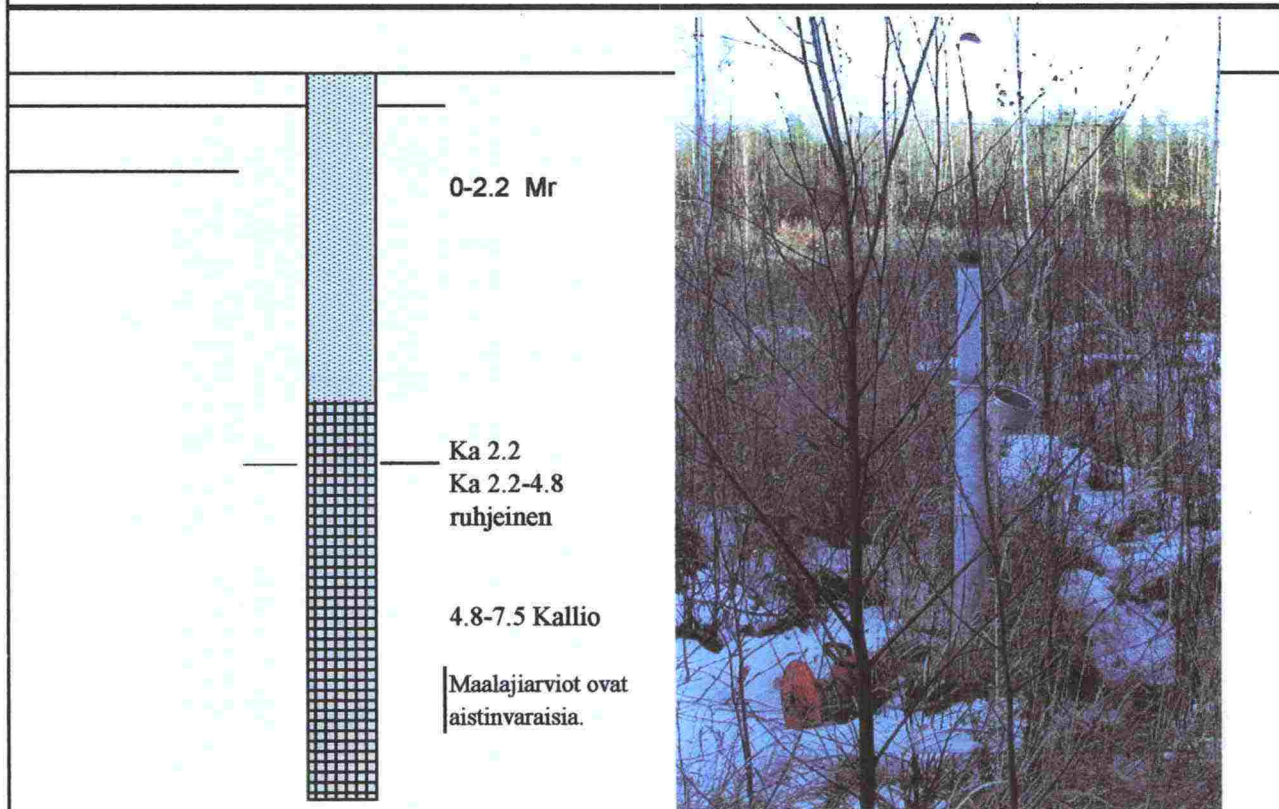 0-2.2 Mr
Ka 2.2
Ka 2.2-4.8
ruhjeinen
4.8-7.5 Kallio
Maalajiarviot ovat
aistinvaraisia.